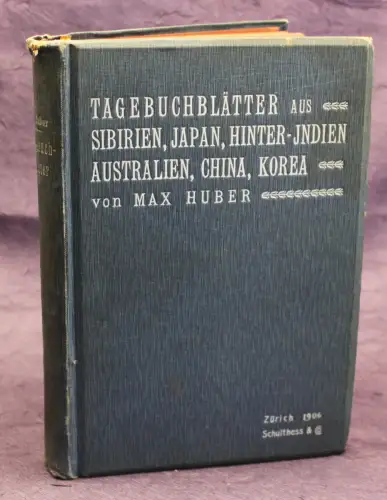 TAGEBUCHBLÄTTER AUS
SIBIRIEN, JAPAN, HINTER-JNDIEN
AUSTRALIEN, CHINA, KOREA
von MAX HUBER
Zürich 1906
Schulthess & Co